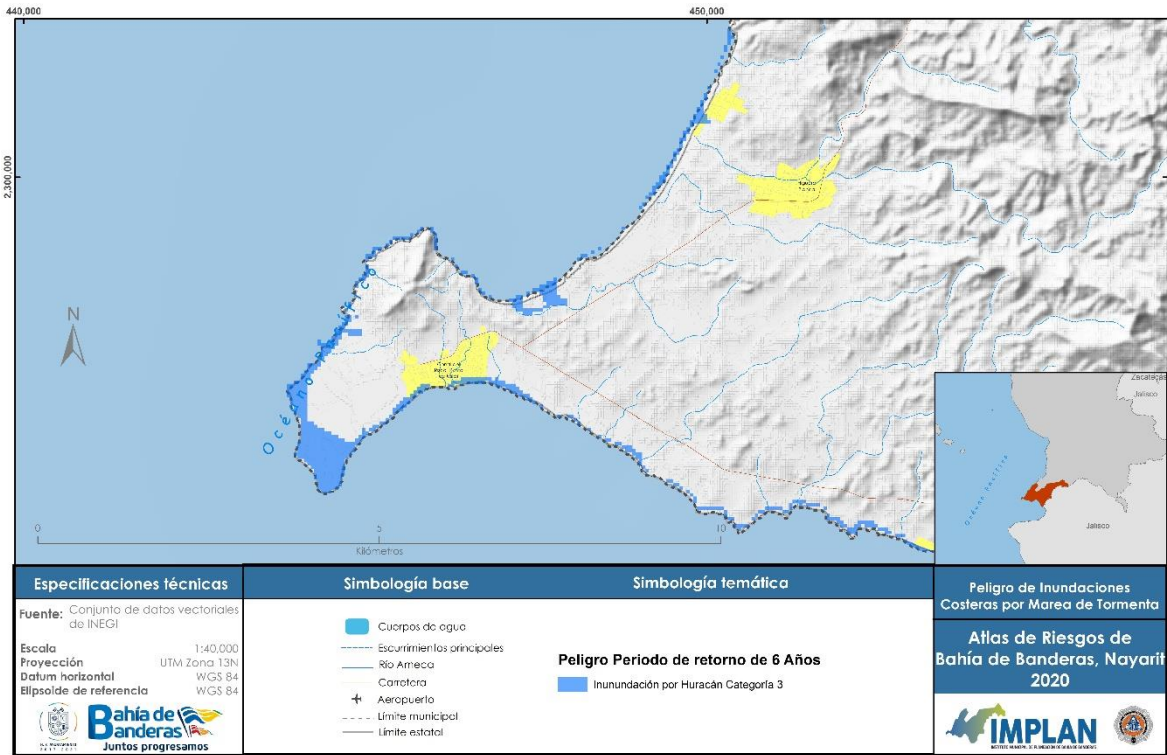 440,000
450,000
2,300,000
Océano Pacífico
N
0
5
10
Kilómetros
Zacatecas
Jalisco
Océano Pacífico
Jalisco
Especificaciones técnicas
Fuente: Conjunto de datos vectoriales
de INEGI
Escala 1:40,000
Proyección UTM Zona 13N
Datum horizontal WGS 84
Elipsoide de referencia WGS 84
Bahía de
Banderas
Juntos progresamos
Simbología base
Cuerpos de agua
Escurrimientos principales
Río Ameca
Carretera
Aeropuerto
Límite municipal
Límite estatal
Simbología temática
Peligro Periodo de retorno de 6 Años
Inunundación por Huracán Categoría 3
Peligro de Inundaciones
Costeras por Marea de Tormenta
Atlas de Riesgos de
Bahía de Banderas, Nayarit
2020
IMPLAN